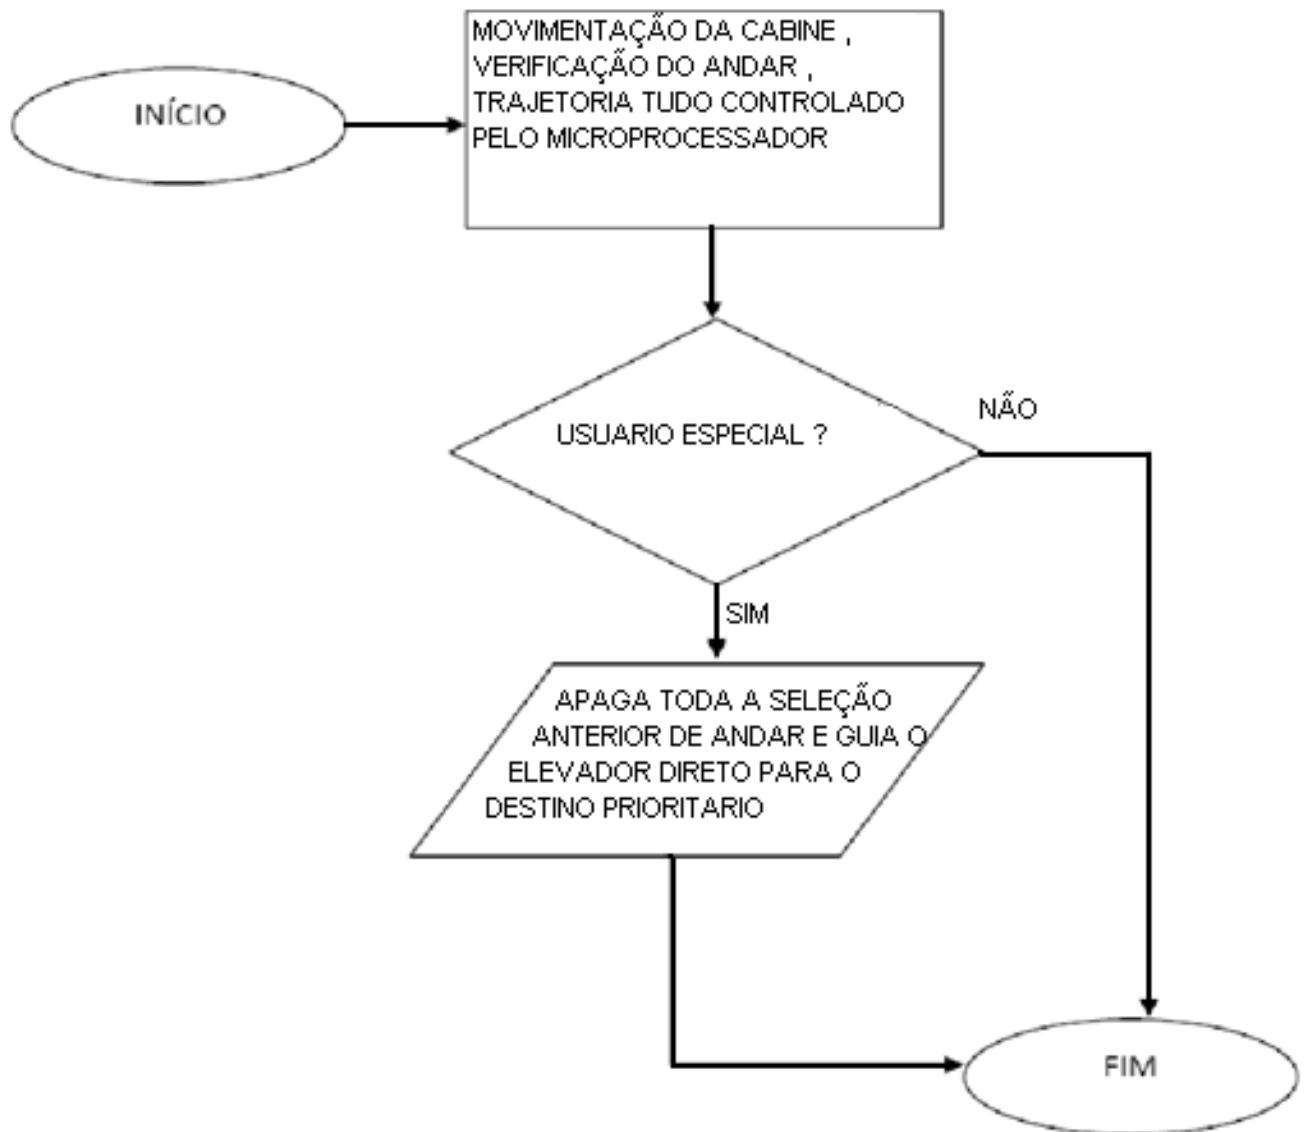 INÍCIO
MOVIMENTAÇÃO DA CABINE ,
VERIFICAÇÃO DO ANDAR ,
TRAJETORIA TUDO CONTROLADO
PELO MICROPROCESSADOR
USUARIO ESPECIAL ?
NÃO
SIM
APAGA TODA A SELEÇÃO
ANTERIOR DE ANDAR E GUIA O
ELEVADOR DIRETO PARA O
DESTINO PRIORITARIO
FIM